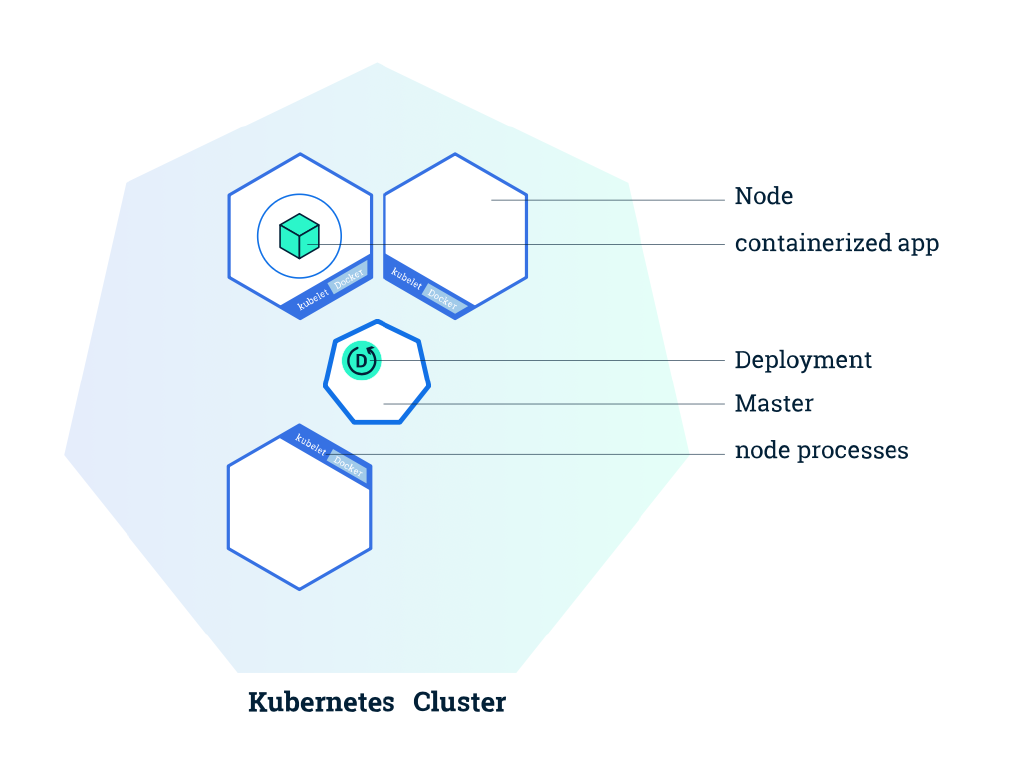 Node
containerized app
kubelet Docker
kubelet Docker
D
Deployment
Master
kubelet Docker
node processes
Kubernetes Cluster